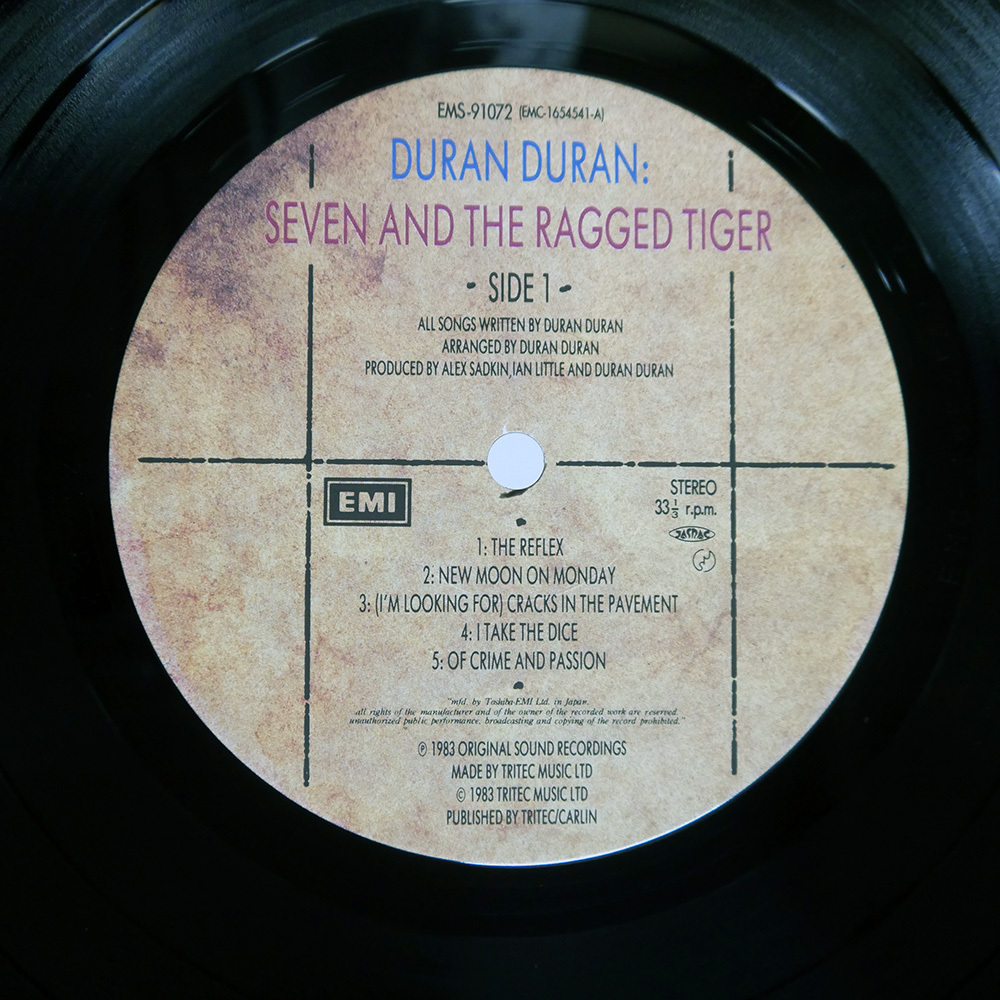 EMS-91072 (EMC-1654541-A)
DURAN DURAN:
SEVEN AND THE RAGGED TIGER
- SIDE 1 -
ALL SONGS WRITTEN BY DURAN DURAN
ARRANGED BY DURAN DURAN
PRODUCED BY ALEX SADKIN, IAN LITTLE AND DURAN DURAN
EMI
STEREO
33 1/3 r.p.m.
JASRAC
1: THE REFLEX
2: NEW MOON ON MONDAY
3: (I'M LOOKING FOR) CRACKS IN THE PAVEMENT
4: I TAKE THE DICE
5: OF CRIME AND PASSION
"mfd. by Toshiba-EMI Ltd. in Japan.
all rights of the manufacturer and of the owner of the recorded work are reserved.
unauthorized public performance, broadcasting and copying of the record prohibited."
℗ 1983 ORIGINAL SOUND RECORDINGS
MADE BY TRITEC MUSIC LTD
© 1983 TRITEC MUSIC LTD
PUBLISHED BY TRITEC/CARLIN